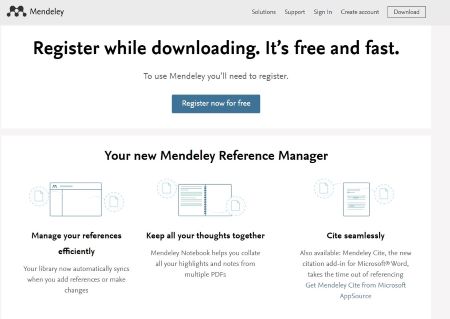 Mendeley
Solutions Support Sign In Create account Download
Register while downloading. It's free and fast.
To use Mendeley you'll need to register.
Register now for free
Your new Mendeley Reference Manager
Manage your references
efficiently
Your library now automatically syncs
when you add references or make
changes
Keep all your thoughts together
Mendeley Notebook helps you collate
all your highlights and notes from
multiple PDFs
Cite seamlessly
Also available: Mendeley Cite, the new
citation add-in for Microsoft® Word,
takes the time out of referencing
Get Mendeley Cite from Microsoft
AppSource